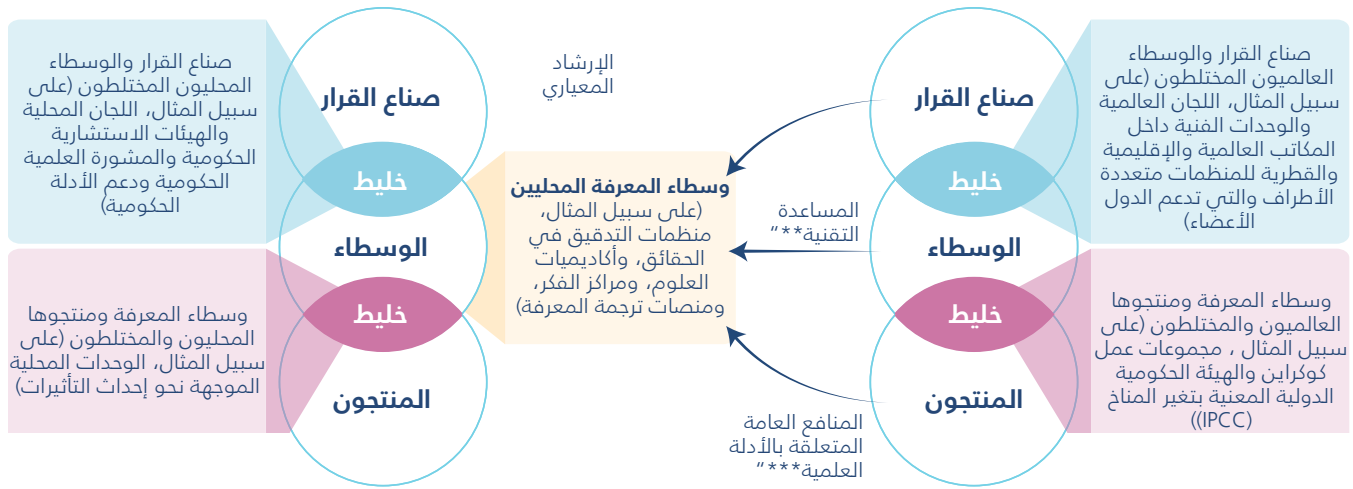 صناع القرار والوسطاء
العالميون المختلطون (على
سبيل المثال، اللجان العالمية
والوحدات الفنية داخل
المكاتب العالمية والإقليمية
والقطرية للمنظمات متعددة
الأطراف والتي تدعم الدول
الأعضاء)
وسطاء المعرفة ومنتجوها
العالميون والمختلطون (على
سبيل المثال ، مجموعات عمل
كوكراين والهيئة الحكومية
الدولية المعنية بتغير المناخ
(IPCC))
صناع القرار
خليط
الوسطاء
خليط
المنتجون
الإرشاد
المعياري
المساعدة
التقنية**“
المنافع العامة
المتعلقة بالأدلة
العلمية***“
وسطاء المعرفة المحليين
(على سبيل المثال،
منظمات التدقيق في
الحقائق، وأكاديميات
العلوم، ومراكز الفكر،
ومنصات ترجمة المعرفة)
صناع القرار
خليط
الوسطاء
خليط
المنتجون
صناع القرار والوسطاء
المحليون المختلطون (على
سبيل المثال، اللجان المحلية
والهيئات الاستشارية
الحكومية والمشورة العلمية
الحكومية ودعم الأدلة
الحكومية)
وسطاء المعرفة ومنتجوها
المحليون والمختلطون (على
سبيل المثال، الوحدات المحلية
الموجهة نحو إحداث التأثيرات)